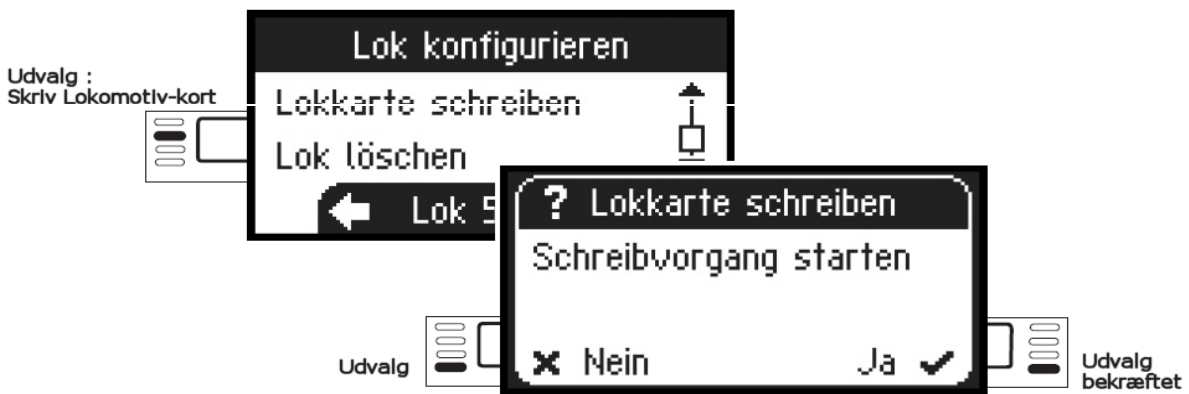 Lok konfigurieren
Udvalg :
Skriv Lokomotiv-kort
Lokkarte schreiben
Lok löschen
Lok
? Lokkarte schreiben
Schreibvorgang starten
Udvalg
Nein
Ja
Udvalg
bekræftet